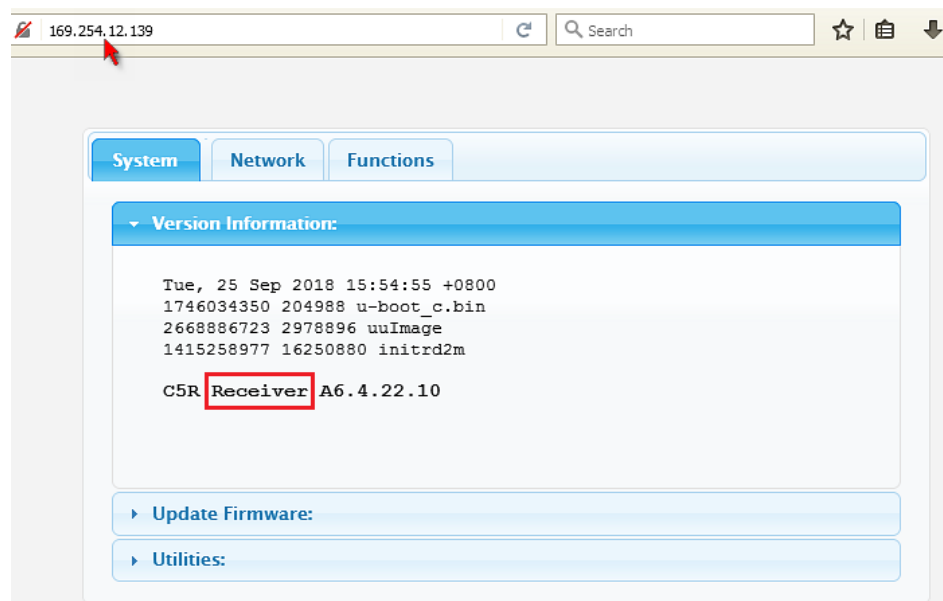 169.254.12.139
Search
System Network Functions
Version Information:
Tue, 25 Sep 2018 15:54:55 +0800
1746034350 204988 u-boot_c.bin
2668886723 2978896 uuImage
1415258977 16250880 initrd2m
C5R Receiver A6.4.22.10
Update Firmware:
Utilities: